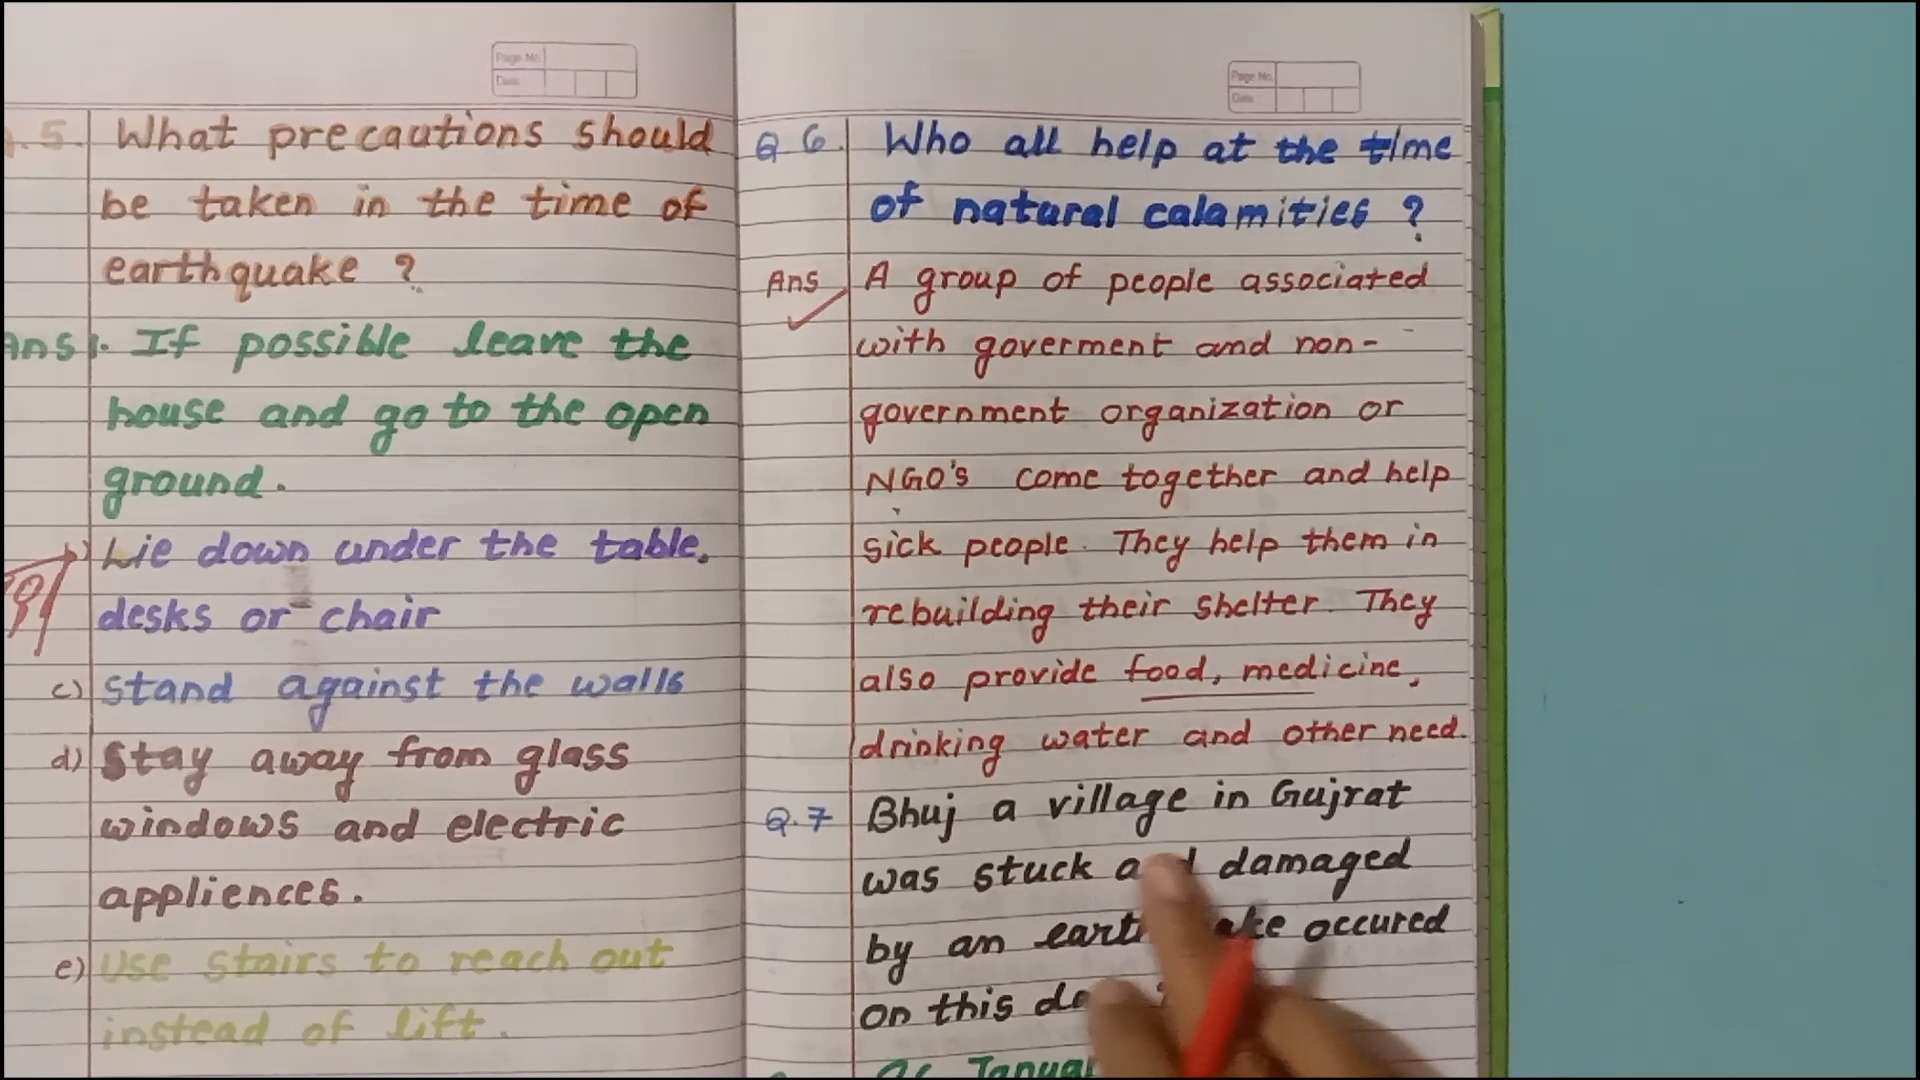 Page No.
Date
5. What precautions should
be taken in the time of
earthquake ?
Ans 1. If possible leave the
house and go to the open
ground.
Lie down under the table,
desks or chair
c) stand against the walls
d) Stay away from glass
windows and electric
appliences.
e) Use stairs to reach out
instead of lift.
Page No.
Date
Q 6. Who all help at the time
of natural calamities ?
Ans A group of people associated
with goverment and non-
government organization or
NGO's come together and help
sick people. They help them in
rebuilding their shelter. They
also provide food, medicine,
drinking water and other need.
Q.7 Bhuj a village in Gujrat
was stuck damaged
by an occured
on this